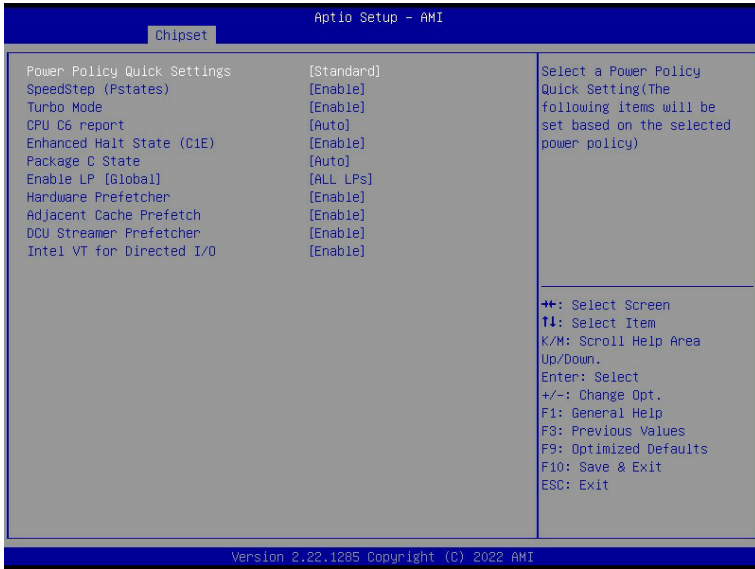 Aptio Setup – AMI
Chipset
Power Policy Quick Settings [Standard]
SpeedStep (Pstates) [Enable]
Turbo Mode [Enable]
CPU C6 report [Auto]
Enhanced Halt State (C1E) [Enable]
Package C State [Auto]
Enable LP [Global] [ALL LPs]
Hardware Prefetcher [Enable]
Adjacent Cache Prefetch [Enable]
DCU Streamer Prefetcher [Enable]
Intel VT for Directed I/O [Enable]
Select a Power Policy
Quick Setting(The
following items will be
set based on the selected
power policy)
→←: Select Screen
↑↓: Select Item
K/M: Scroll Help Area
Up/Down.
Enter: Select
+/-: Change Opt.
F1: General Help
F3: Previous Values
F9: Optimized Defaults
F10: Save & Exit
ESC: Exit
Version 2.22.1285 Copyright (C) 2022 AMI